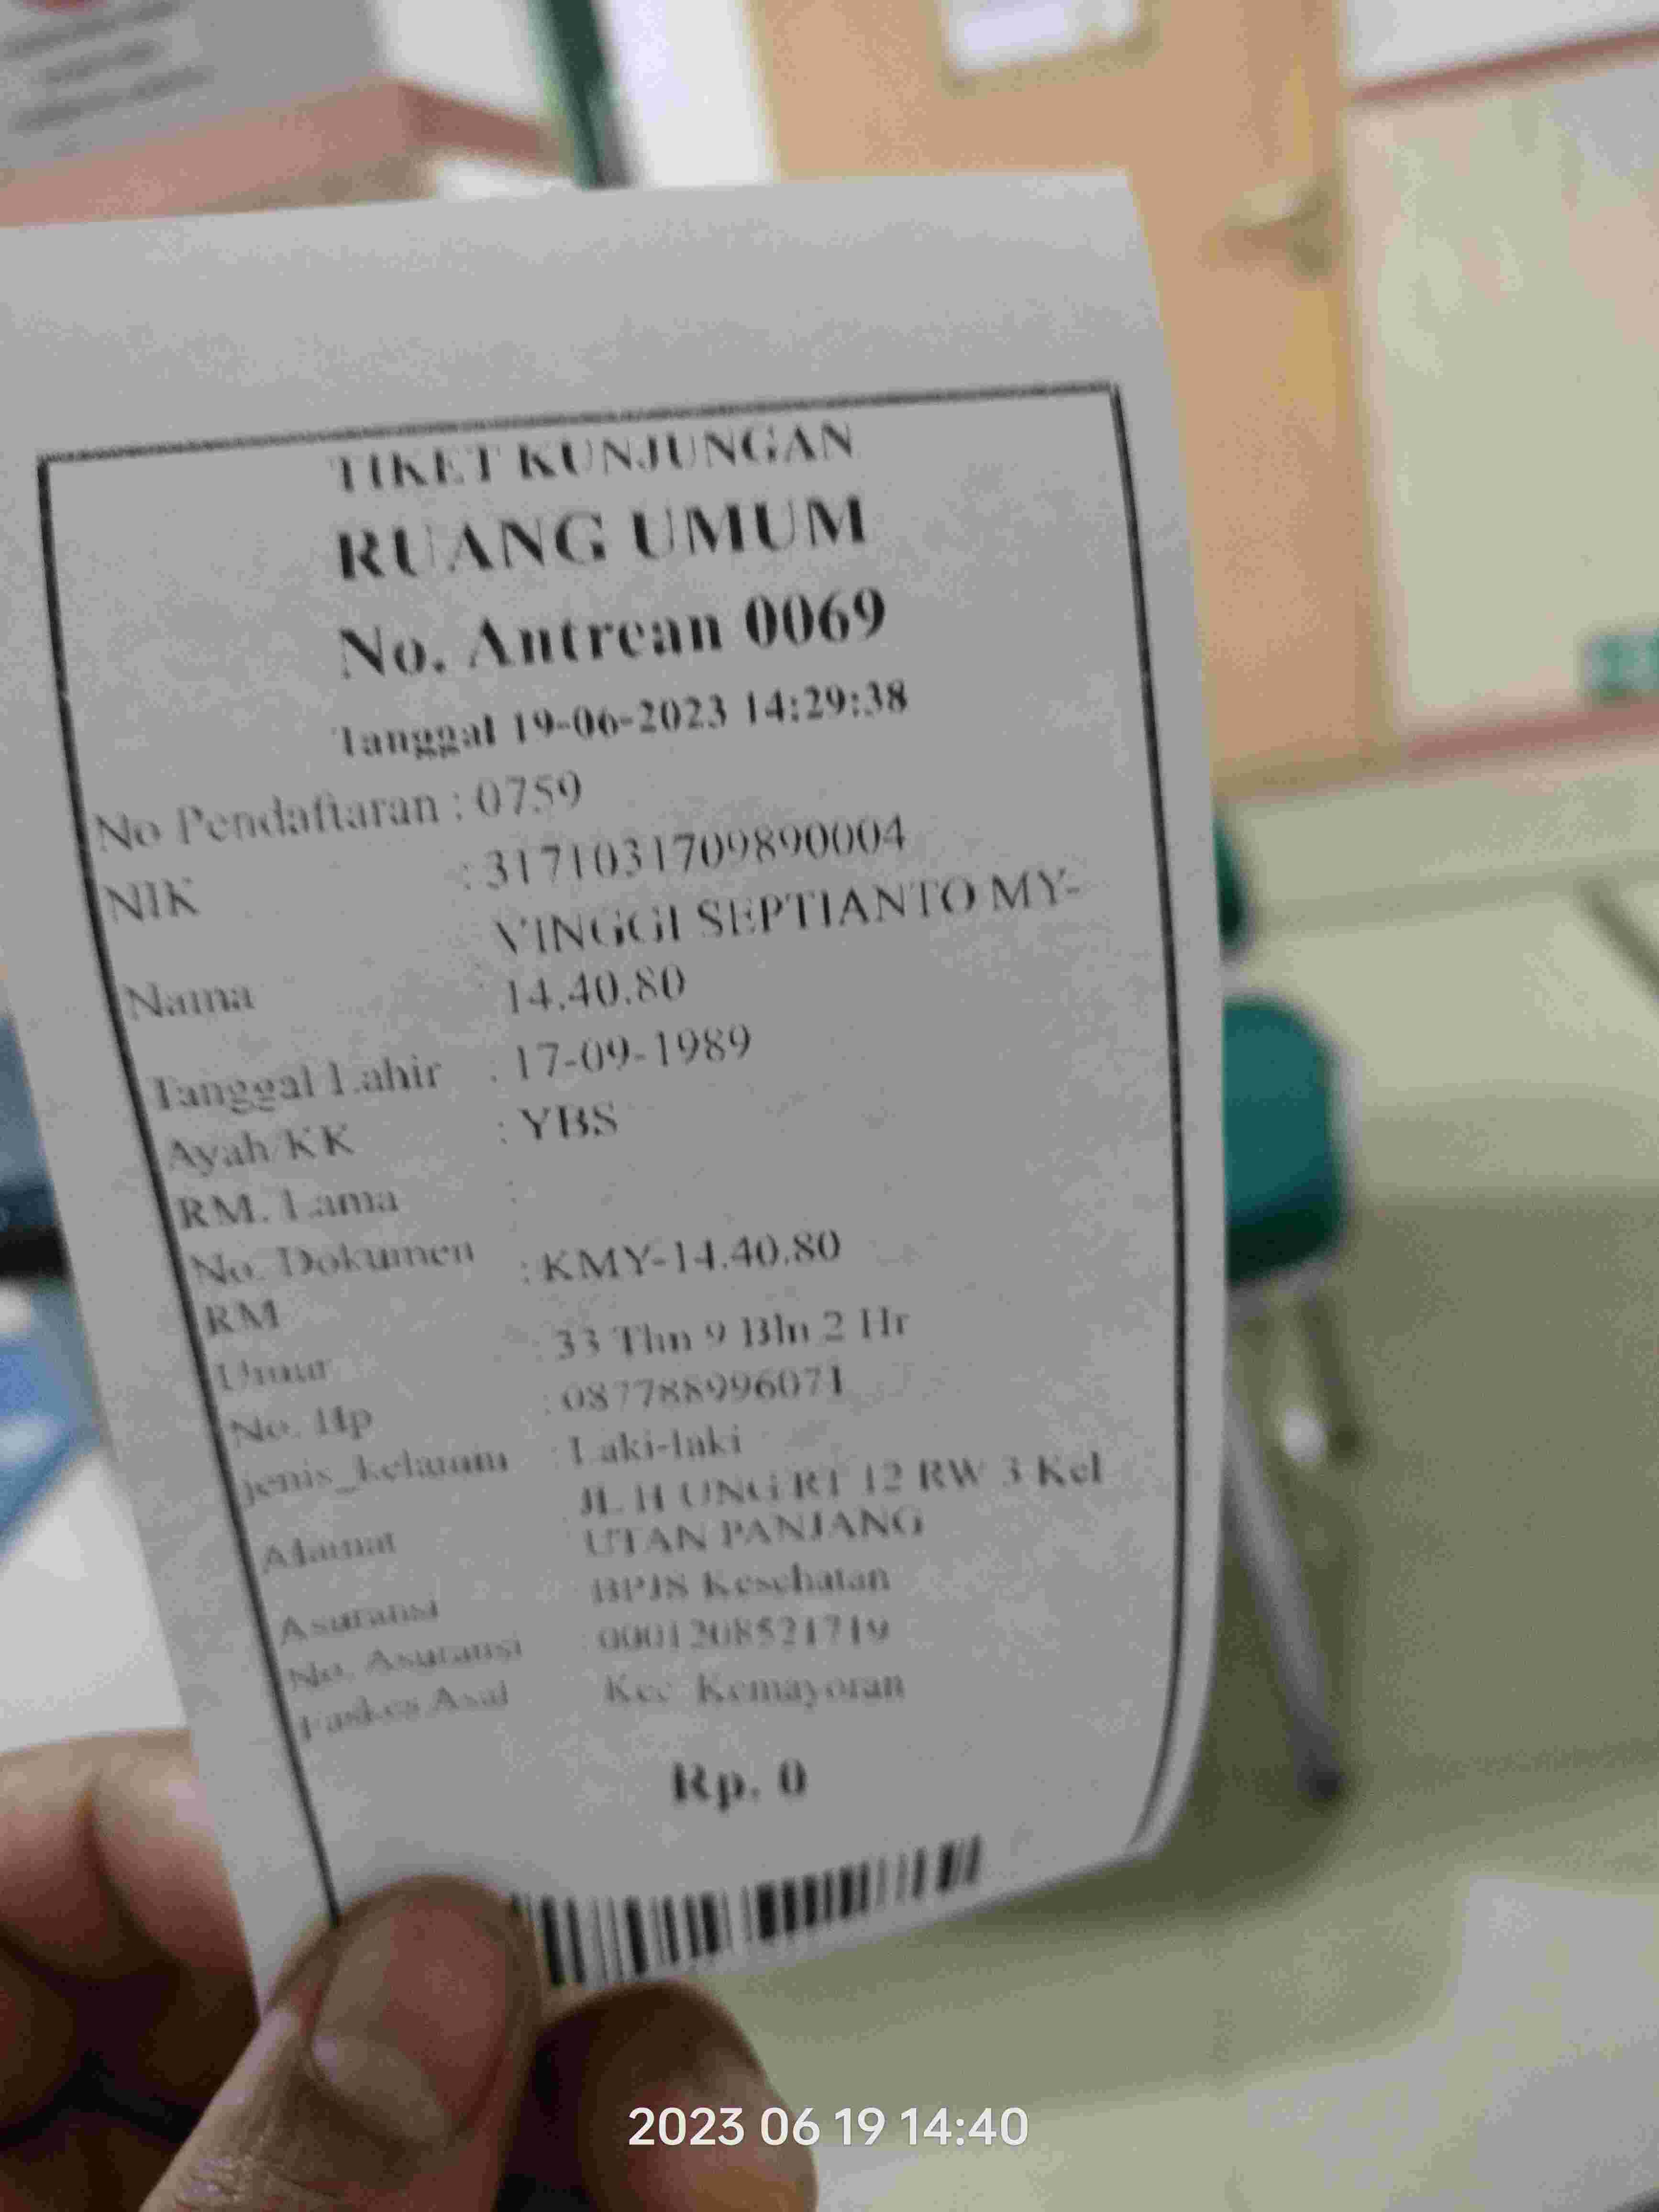 TIKET KUNJUNGAN
RUANG UMUM
No. Antrean 0069
Tanggal 19-06-2023 14:29:38
No Pendaftaran : 0759
NIK : 3171031709890004
Nama : VINGGI SEPTIANTO MY-
14.40.80
Tanggal Lahir : 17-09-1989
Ayah/KK : YBS
RM. Lama :
No. Dokumen
RM : KMY-14.40.80
Umur : 33 Thn 9 Bln 2 Hr
No. Hp : 087788996071
jenis_kelamin : Laki-laki
Alamat : JL H UNG RT 12 RW 3 Kel
UTAN PANJANG
Asuransi BPJS Kesehatan
No. Asuransi : 0001208521719
Faskes Asal Kec Kemayoran
Rp. 0
2023 06 19 14:40